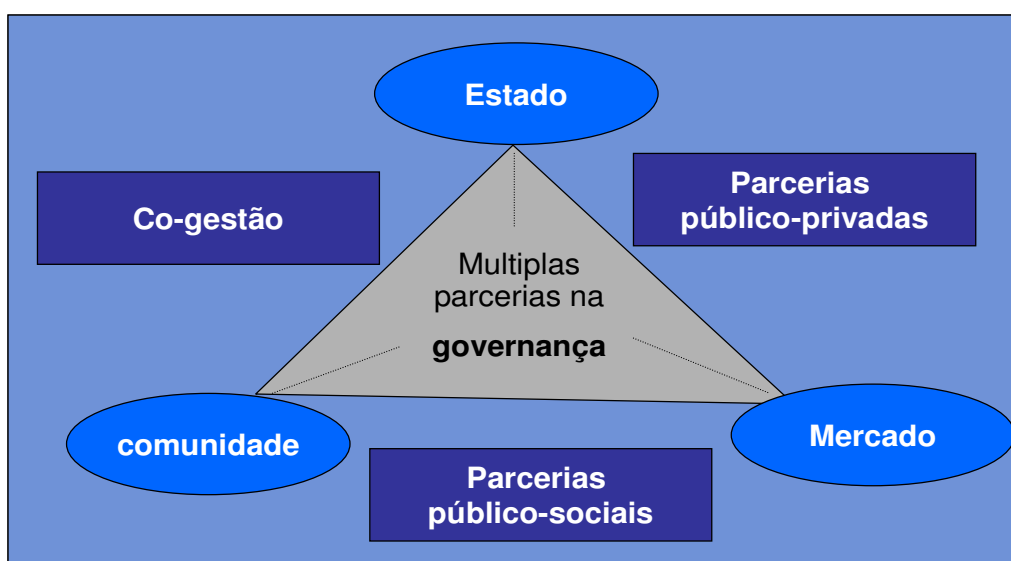 Estado
Parcerias
público-privadas
Co-gestão
Multiplas
parcerias na
governança
comunidade
Mercado
Parcerias
público-sociais